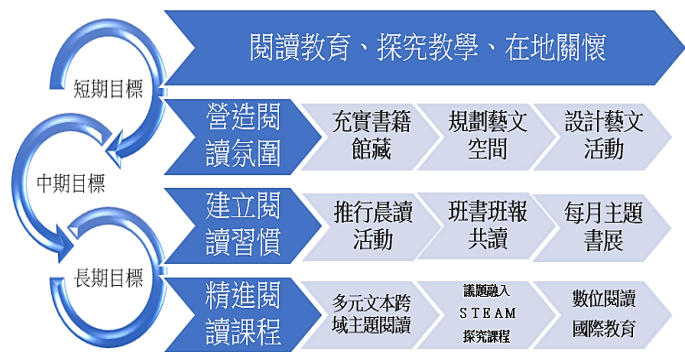 閱讀教育、探究教學、在地關懷
短期目標
營造閱
讀氛圍
充實書籍
館藏
規劃藝文
空間
設計藝文
活動
中期目標
建立閱
讀習慣
推行晨讀
活動
班書班報
共讀
每月主題
書展
長期目標
精進閱
讀課程
多元文本跨
域主題閱讀
議題融入
STEAM
探究課程
數位閱讀
國際教育